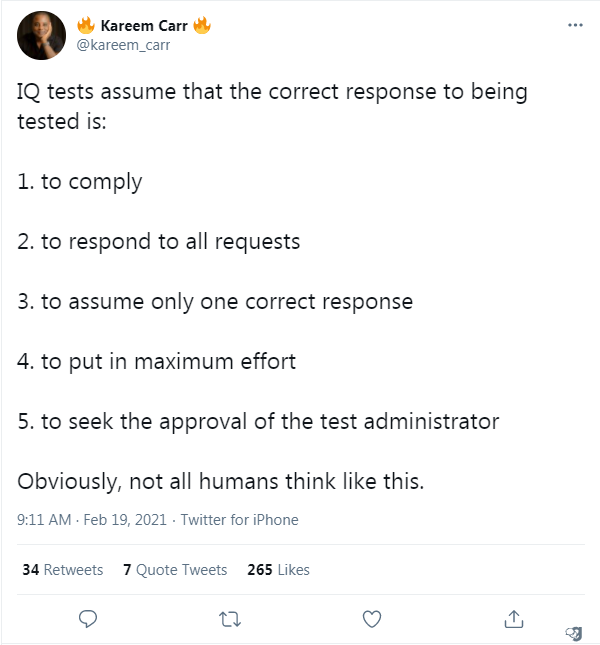 🔥 Kareem Carr 🔥
@kareem_carr
IQ tests assume that the correct response to being
tested is:
1. to comply
2. to respond to all requests
3. to assume only one correct response
4. to put in maximum effort
5. to seek the approval of the test administrator
Obviously, not all humans think like this.
9:11 AM · Feb 19, 2021 · Twitter for iPhone
34 Retweets 7 Quote Tweets 265 Likes